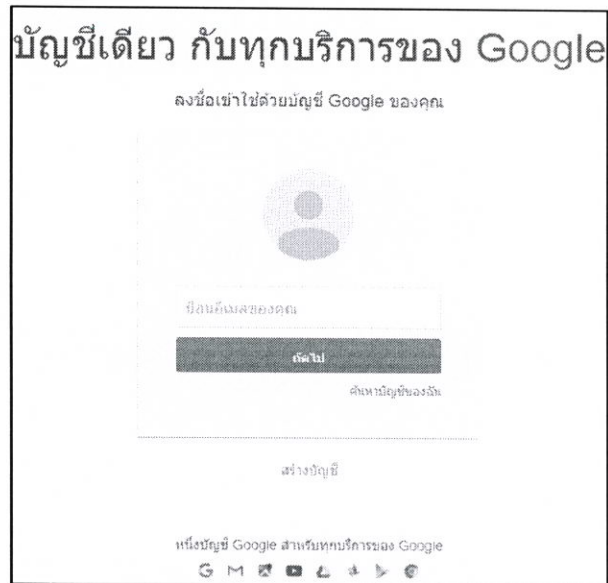 บัญชีเดียว กับทุกบริการของ Google
ลงชื่อเข้าใช้ด้วยบัญชี Google ของคุณ
ป้อนอีเมลของคุณ
ถัดไป
ค้นหาบัญชีของฉัน
สร้างบัญชี
หนึ่งบัญชี Google สำหรับทุกบริการของ Google